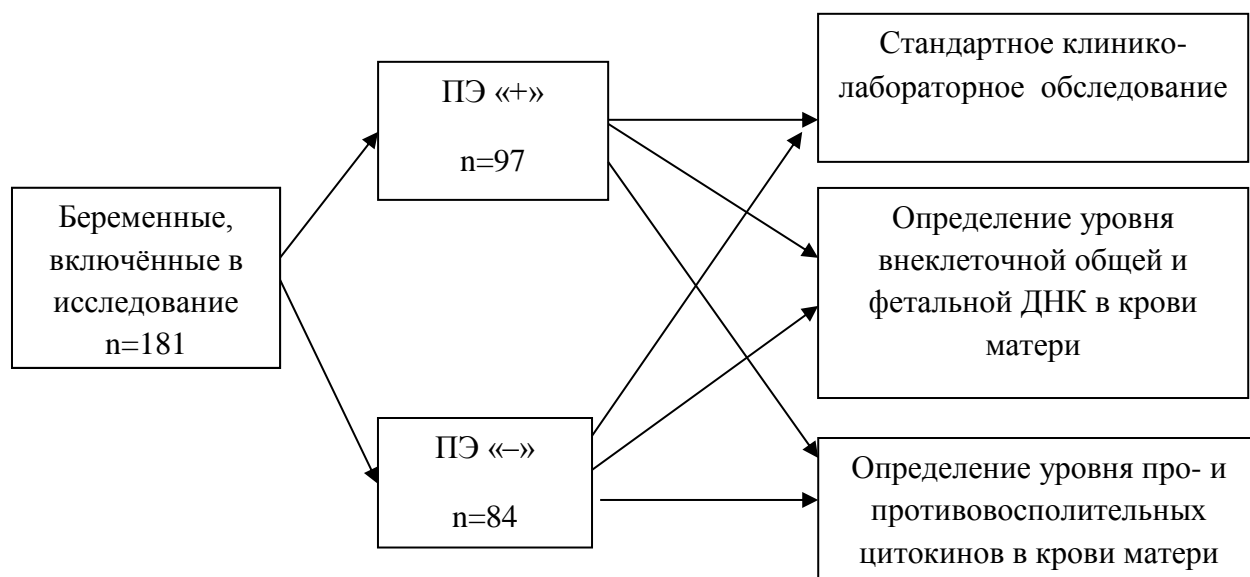 Беременные,
включённые в
исследование
n=181
ПЭ «+»
n=97
ПЭ «–»
n=84
Стандартное клинико-
лабораторное обследование
Определение уровня
внеклеточной общей и
фетальной ДНК в крови
матери
Определение уровня про- и
противовосполительных
цитокинов в крови матери